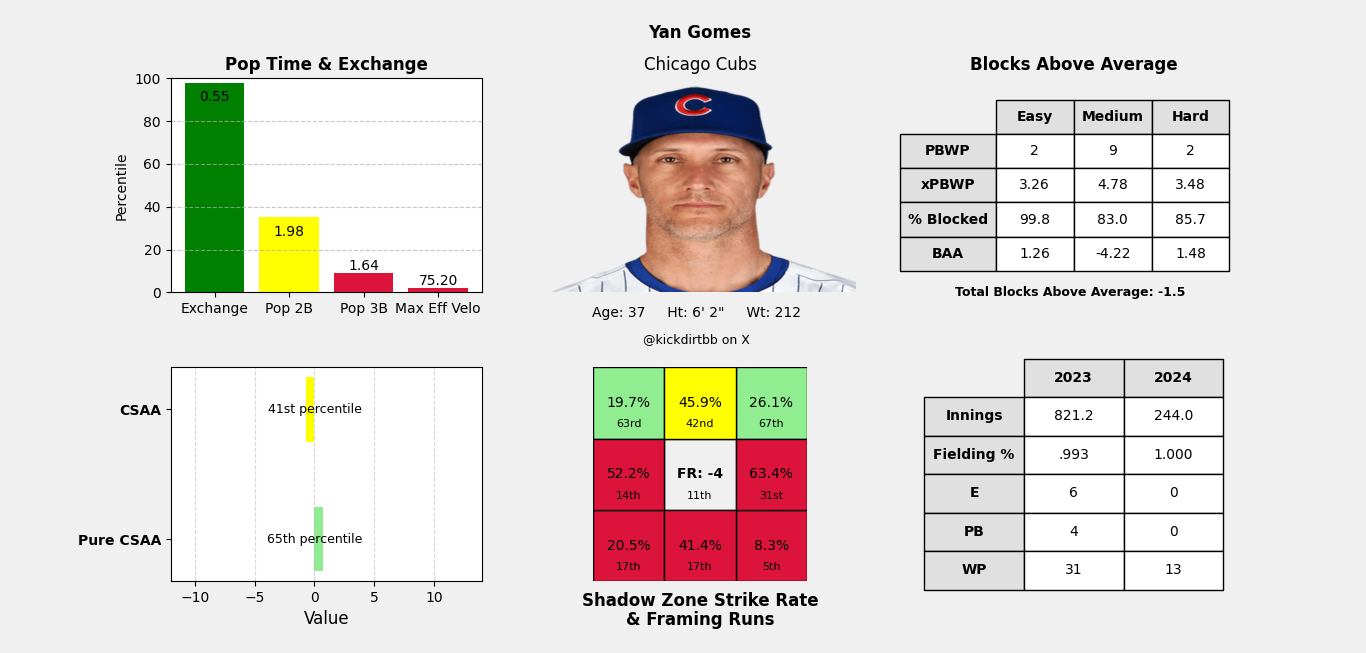 Yan Gomes
Chicago Cubs
Pop Time & Exchange
Percentile
100
80
60
40
20
0
0.55
1.98
1.64
75.20
Exchange Pop 2B Pop 3B Max Eff Velo
C
Age: 37 Ht: 6' 2" Wt: 212
@kickdirtbb on X
Blocks Above Average
Easy Medium Hard
PBWP 2 9 2
xPBWP 3.26 4.78 3.48
% Blocked 99.8 83.0 85.7
BAA 1.26 -4.22 1.48
Total Blocks Above Average: -1.5
CSAA 41st percentile
Pure CSAA 65th percentile
−10 −5 0 5 10
Value
19.7% 45.9% 26.1%
63rd 42nd 67th
52.2% FR: -4 63.4%
14th 11th 31st
20.5% 41.4% 8.3%
17th 17th 5th
Shadow Zone Strike Rate
& Framing Runs
2023 2024
Innings 821.2 244.0
Fielding % .993 1.000
E 6 0
PB 4 0
WP 31 13